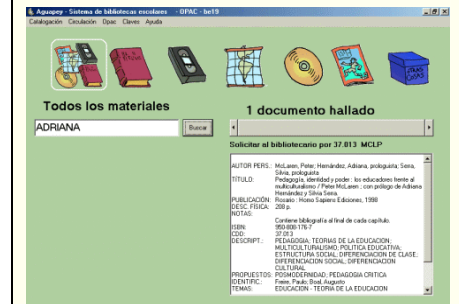 Aguapey - Sistema de bibliotecas escolares - OPAC - be19
Catalogación Circulación Opac Claves Ayuda
Todos los materiales
1 documento hallado
ADRIANA
Buscar
Solicitar al bibliotecario por 37.013 MCLP
AUTOR PERS.: McLaren, Peter; Hernández, Adriana, prologuista; Serra,
Silvia, prologuista
TÍTULO: Pedagogía, identidad y poder : los educadores frente al
multiculturalismo / Peter McLaren ; con prólogo de Adriana
Hernández y Silvia Serra.
PUBLICACIÓN: Rosario : Homo Sapiens Ediciones, 1998
DESC. FÍSICA: 288 p.
NOTAS:
Contiene bibliografía al final de cada capítulo.
ISBN: 950-808-176-7
CDD: 37.013
DESCRIPT.: PEDAGOGIA; TEORIAS DE LA EDUCACION;
MULTICULTURALISMO; POLITICA EDUCATIVA;
ESTRUCTURA SOCIAL; DIFERENCIACION DE CLASE;
DIFERENCIACION SOCIAL; DIFERENCIACION
CULTURAL
PROPUESTOS: POSMODERNIDAD; PEDAGOGIA CRITICA
IDENTIFIC.: Freire, Paulo; Boal, Augusto
TEMAS: EDUCACION - TEORIA DE LA EDUCACION